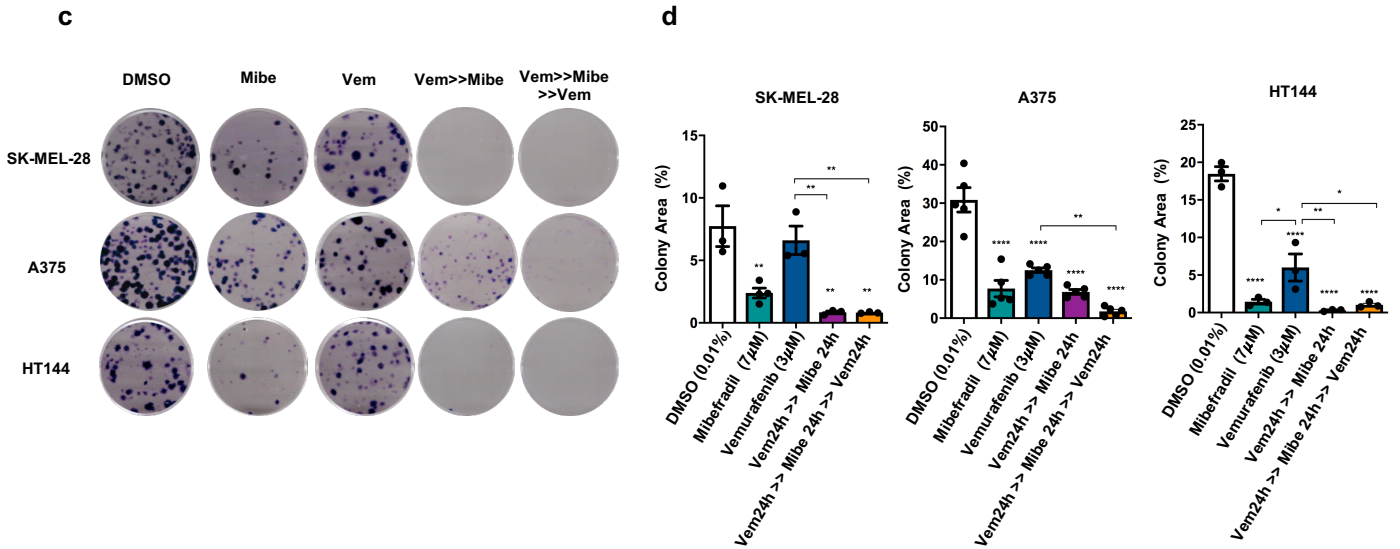 c
d
DMSO
Mibe
Vem
Vem>>Mibe
Vem>>Mibe
>>Vem
SK-MEL-28
A375
HT144
SK-MEL-28
Colony Area (%)
15
10
5
0
**
**
**
**
**
DMSO (0.01%)
Mibefradil (7µM)
Vemurafenib (3µM)
Vem24h >> Mibe 24h
Vem24h >> Mibe 24h >> Vem24h
A375
Colony Area (%)
50
40
30
20
10
0
**
****
****
****
****
DMSO (0.01%)
Mibefradil (7µM)
Vemurafenib (3µM)
Vem24h >> Mibe 24h
Vem24h >> Mibe 24h >> Vem24h
HT144
Colony Area (%)
25
20
15
10
5
0
*
*
**
****
****
****
****
DMSO (0.01%)
Mibefradil (7µM)
Vemurafenib (3µM)
Vem24h >> Mibe 24h
Vem24h >> Mibe 24h >> Vem24h